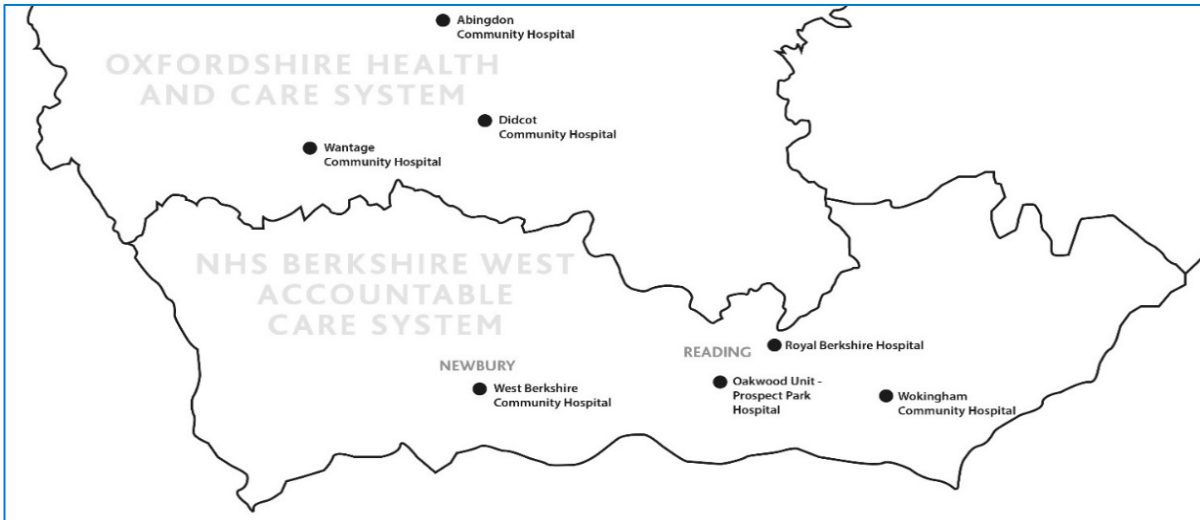 Abingdon
Community Hospital
OXFORDSHIRE HEALTH
AND CARE SYSTEM
Didcot
Community Hospital
Wantage
Community Hospital
NHS BERKSHIRE WEST
ACCOUNTABLE
CARE SYSTEM
Royal Berkshire Hospital
READING
NEWBURY
Oakwood Unit -
Prospect Park
Hospital
West Berkshire
Community Hospital
Wokingham
Community Hospital